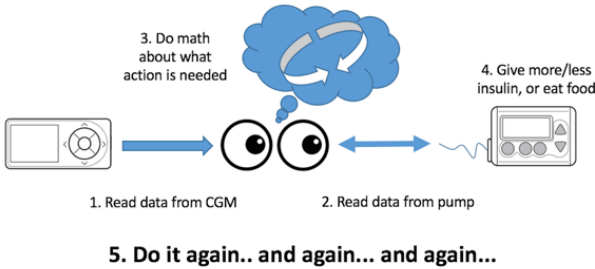 3. Do math
about what
action is needed
4. Give more/less
insulin, or eat food
1. Read data from CGM
2. Read data from pump
5. Do it again.. and again... and again...